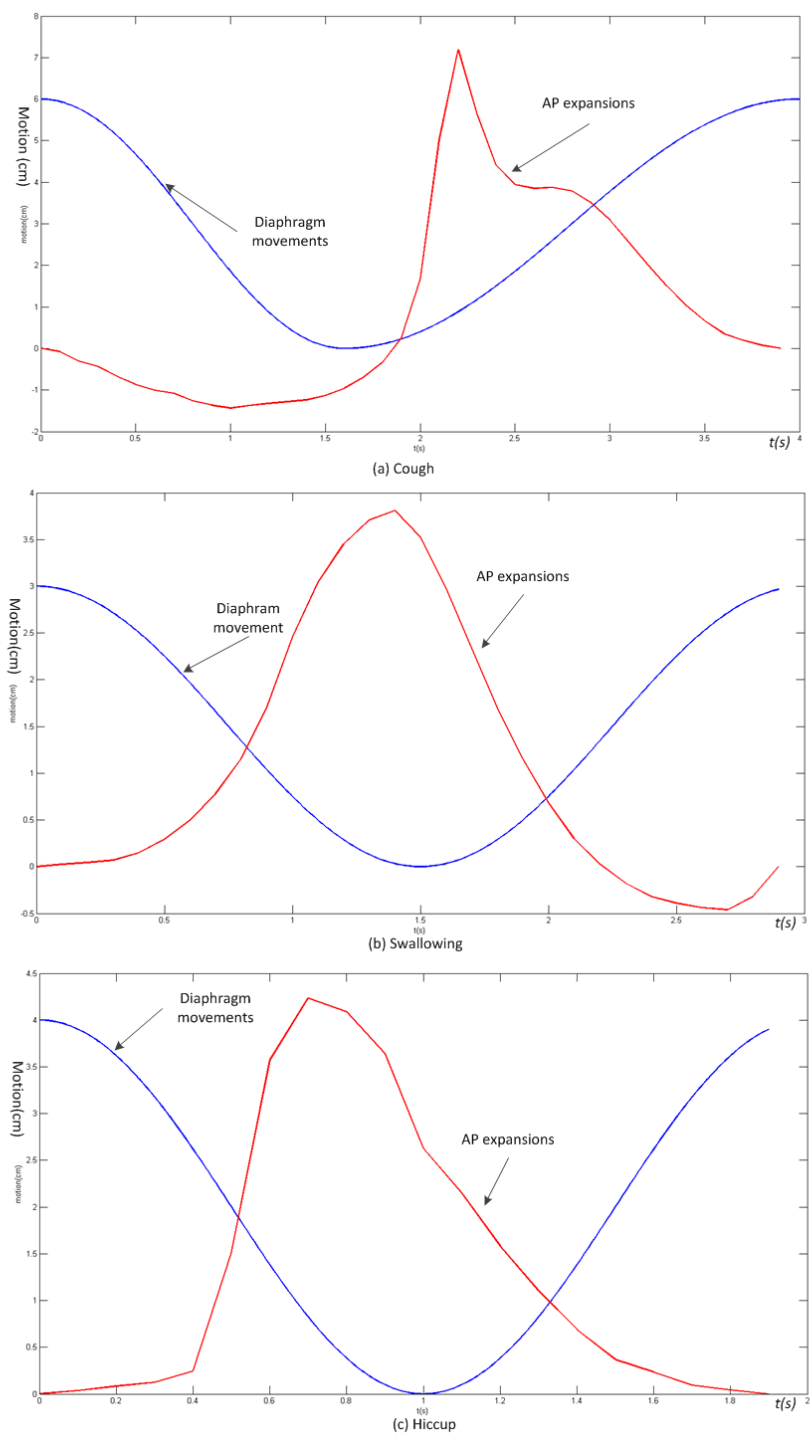 8
7
6
5
4
3
2
1
0
-1
-2
Motion (cm)
motion(cm)
AP expansions
Diaphragm
movements
0
0.5
1
1.5
2
2.5
3
3.5
4
t(s)
t(s)
(a) Cough
4
3.5
3
2.5
2
1.5
1
0.5
0
-0.5
Motion(cm)
motion(cm)
Diaphram
movement
AP expansions
0
0.5
1
1.5
2
2.5
3
t(s)
t(s)
(b) Swallowing
4.5
4
3.5
3
2.5
2
1.5
1
0.5
0
Motion(cm)
motion(cm)
Diaphragm
movements
AP expansions
0
0.2
0.4
0.6
0.8
1
1.2
1.4
1.6
1.8
2
t(s)
t(s)
(c) Hiccup